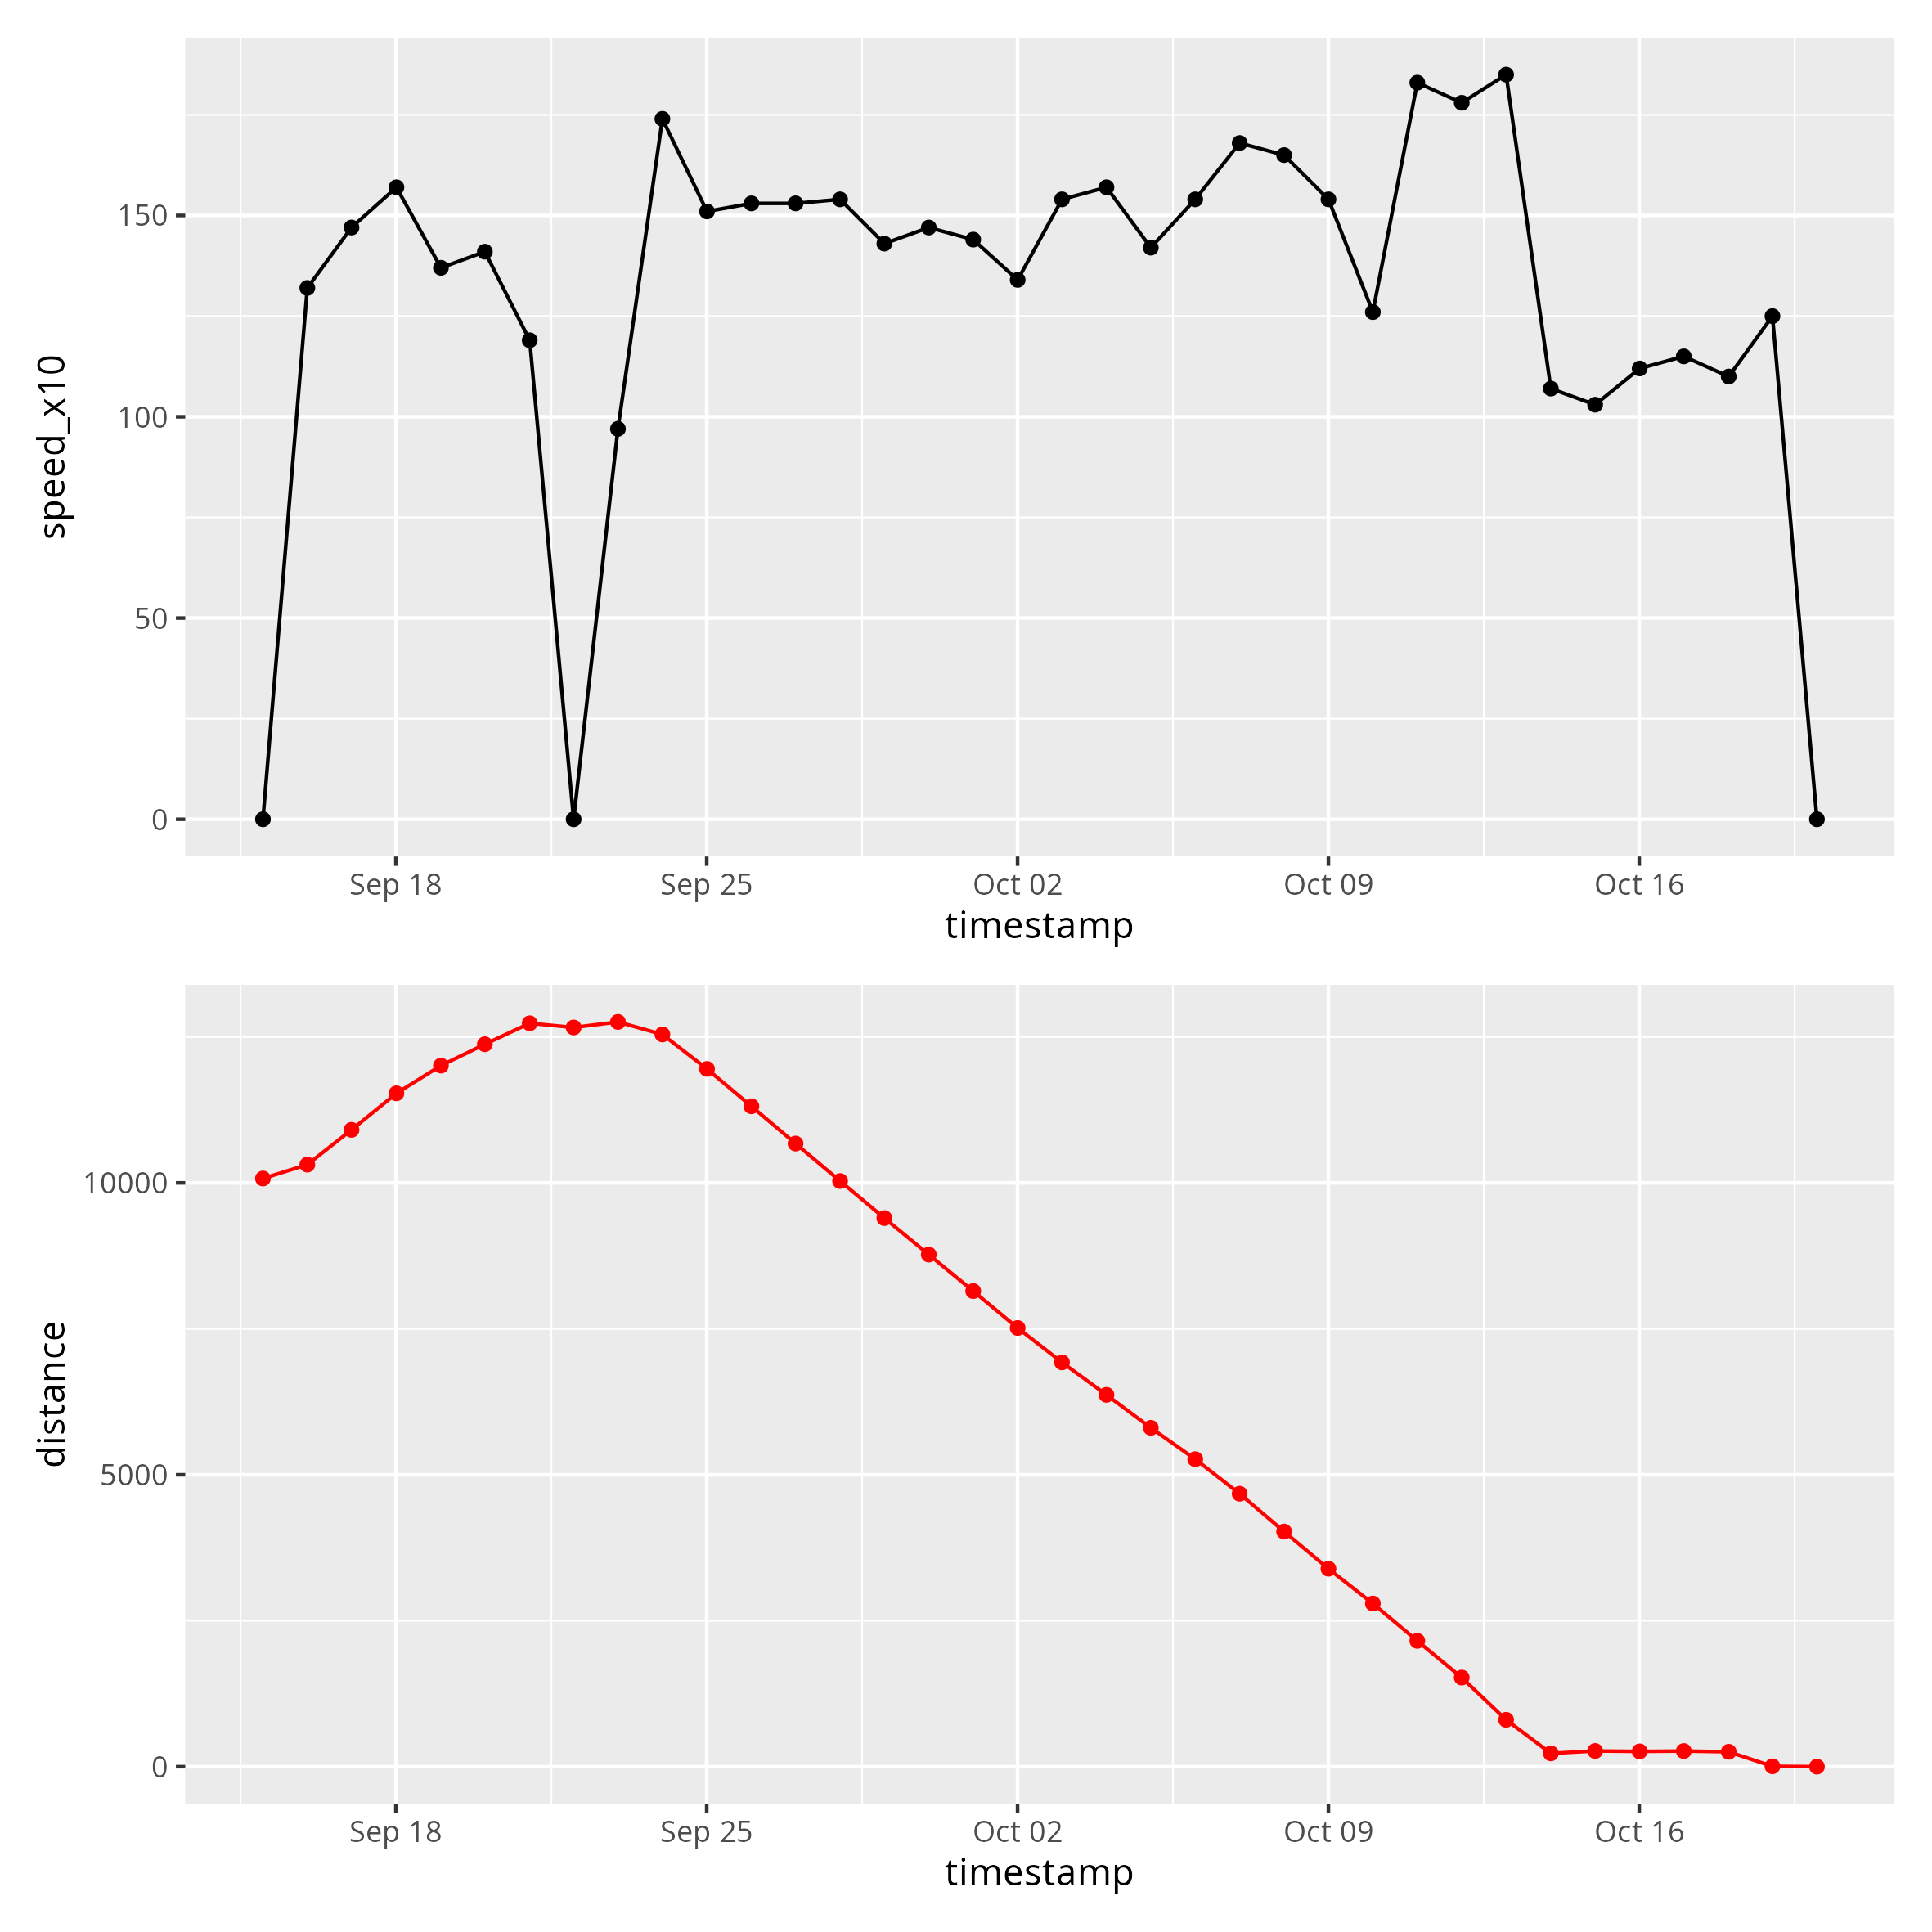 speed_x10
150
100
50
0
Sep 18 Sep 25 Oct 02 Oct 09 Oct 16
timestamp
distance
10000
5000
0
Sep 18 Sep 25 Oct 02 Oct 09 Oct 16
timestamp